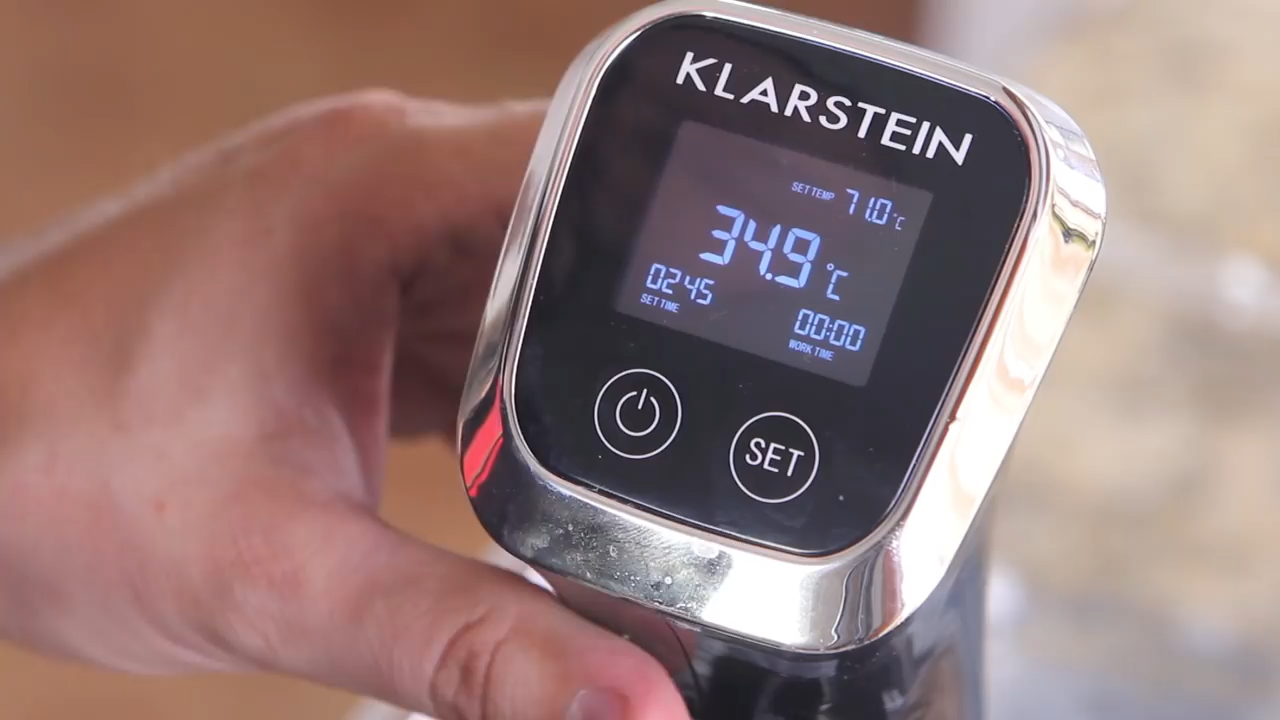 KLARSTEIN
SET TEMP 71.0°C
34.9°C
02 45
SET TIME
00:00
WORK TIME
SET